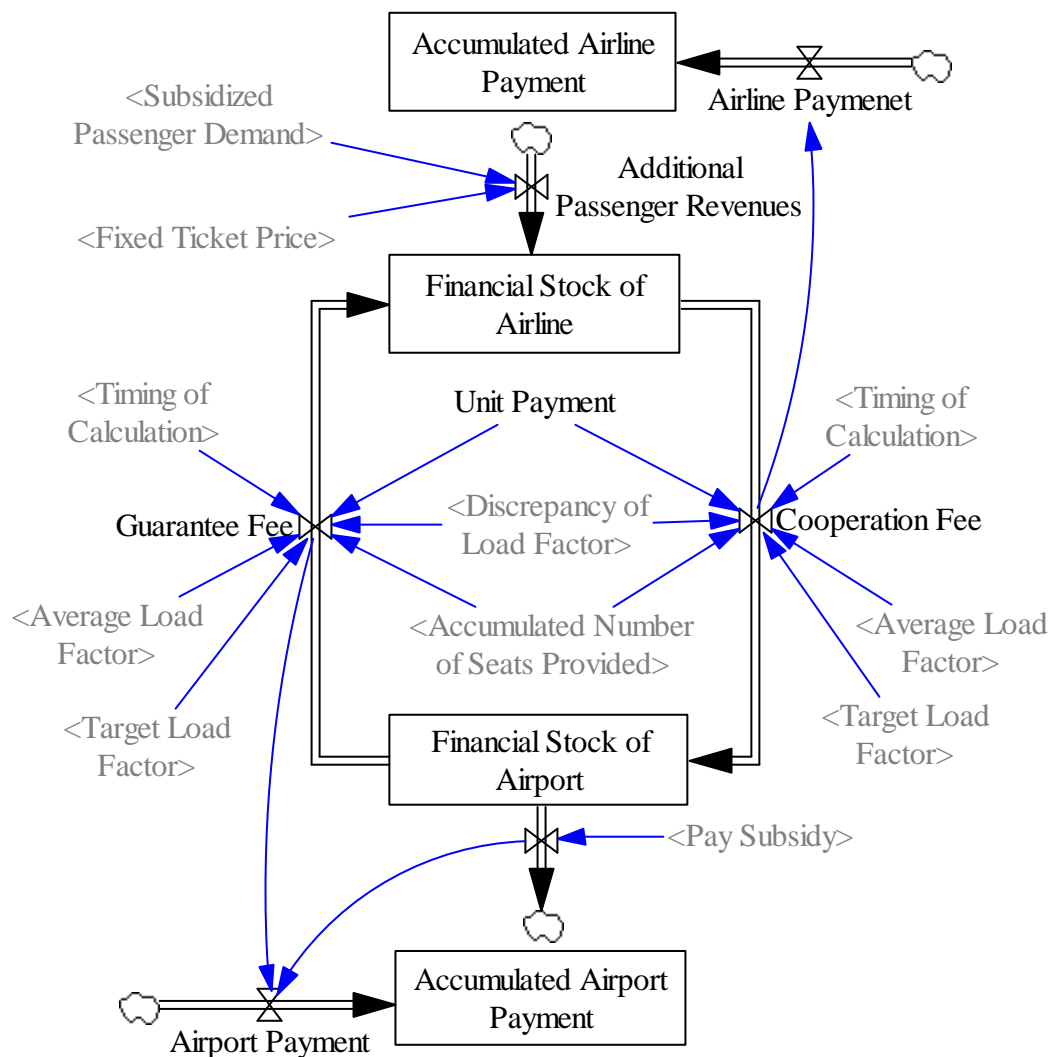 Accumulated Airline
Payment
Airline Paymenet
<Subsidized
Passenger Demand>
Additional
Passenger Revenues
<Fixed Ticket Price>
Financial Stock of
Airline
<Timing of
Calculation>
Unit Payment
<Timing of
Calculation>
Guarantee Fee
<Discrepancy of
Load Factor>
Cooperation Fee
<Average Load
Factor>
<Accumulated Number
of Seats Provided>
<Average Load
Factor>
<Target Load
Factor>
Financial Stock of
Airport
<Target Load
Factor>
<Pay Subsidy>
Accumulated Airport
Payment
Airport Payment